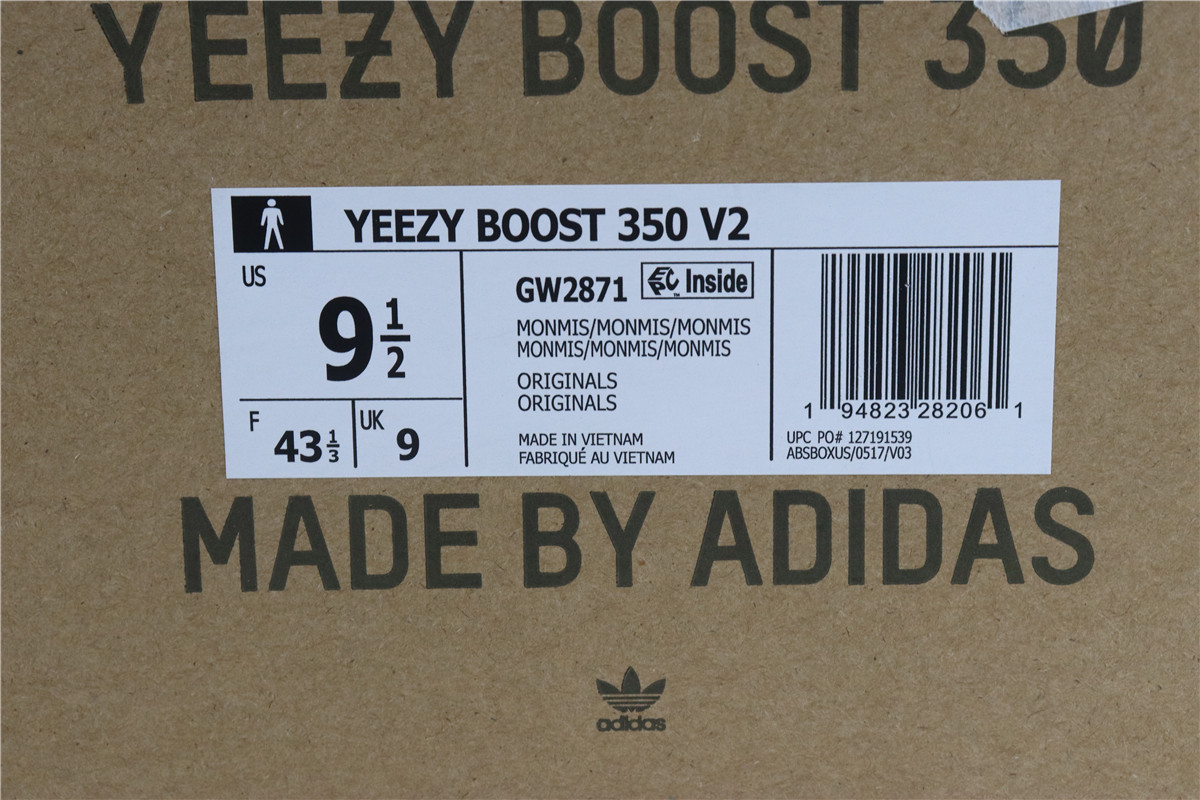 YEEZY BOOST 350
YEEZY BOOST 350 V2
US
9 1/2
F
43 1/3
UK
9
GW2871
EPC Inside
™
MONMIS/MONMIS/MONMIS
MONMIS/MONMIS/MONMIS
ORIGINALS
ORIGINALS
MADE IN VIETNAM
FABRIQUÉ AU VIETNAM
1 94823 28206 1
UPC PO# 127191539
ABSBOXUS/0517/V03
MADE BY ADIDAS
adidas